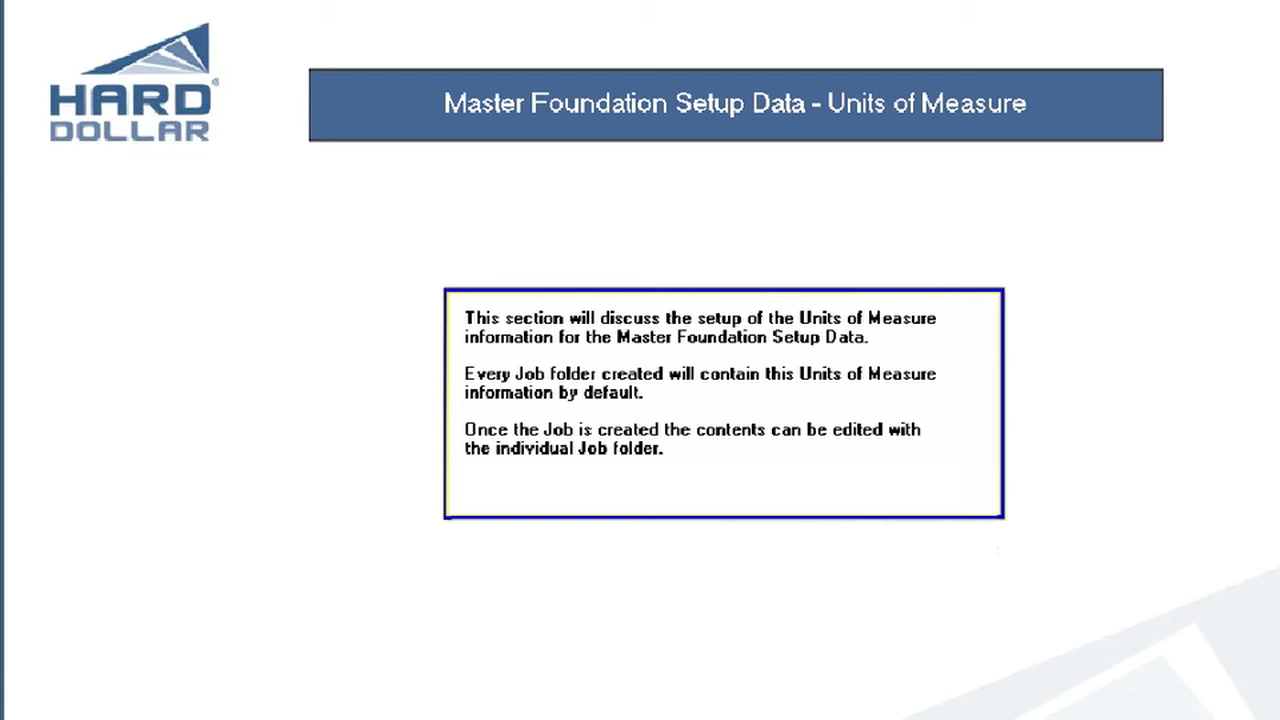 HARD
DOLLAR
®
Master Foundation Setup Data - Units of Measure
This section will discuss the setup of the Units of Measure
information for the Master Foundation Setup Data.
Every Job folder created will contain this Units of Measure
information by default.
Once the Job is created the contents can be edited with
the individual Job folder.